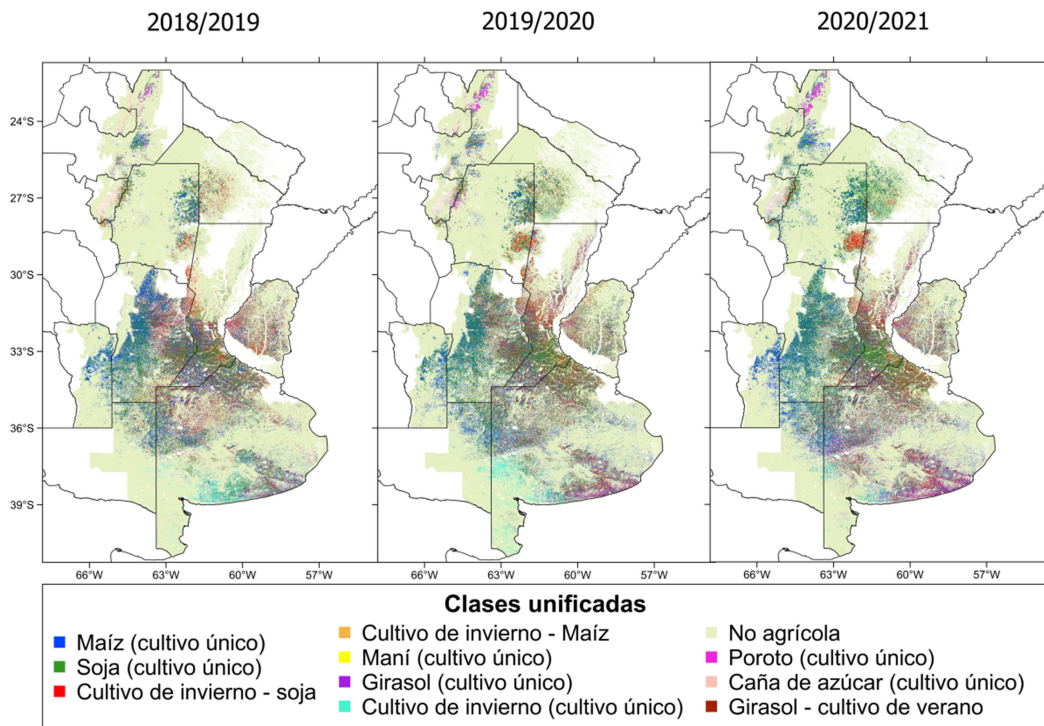 2018/2019
2019/2020
2020/2021
24°S
27°S
30°S
33°S
36°S
39°S
66°W 63°W 60°W 57°W 66°W 63°W 60°W 57°W 66°W 63°W 60°W 57°W
Clases unificadas
Maíz (cultivo único)
Soja (cultivo único)
Cultivo de invierno - soja
Cultivo de invierno - Maíz
Maní (cultivo único)
Girasol (cultivo único)
Cultivo de invierno (cultivo único)
No agrícola
Poroto (cultivo único)
Caña de azúcar (cultivo único)
Girasol - cultivo de verano